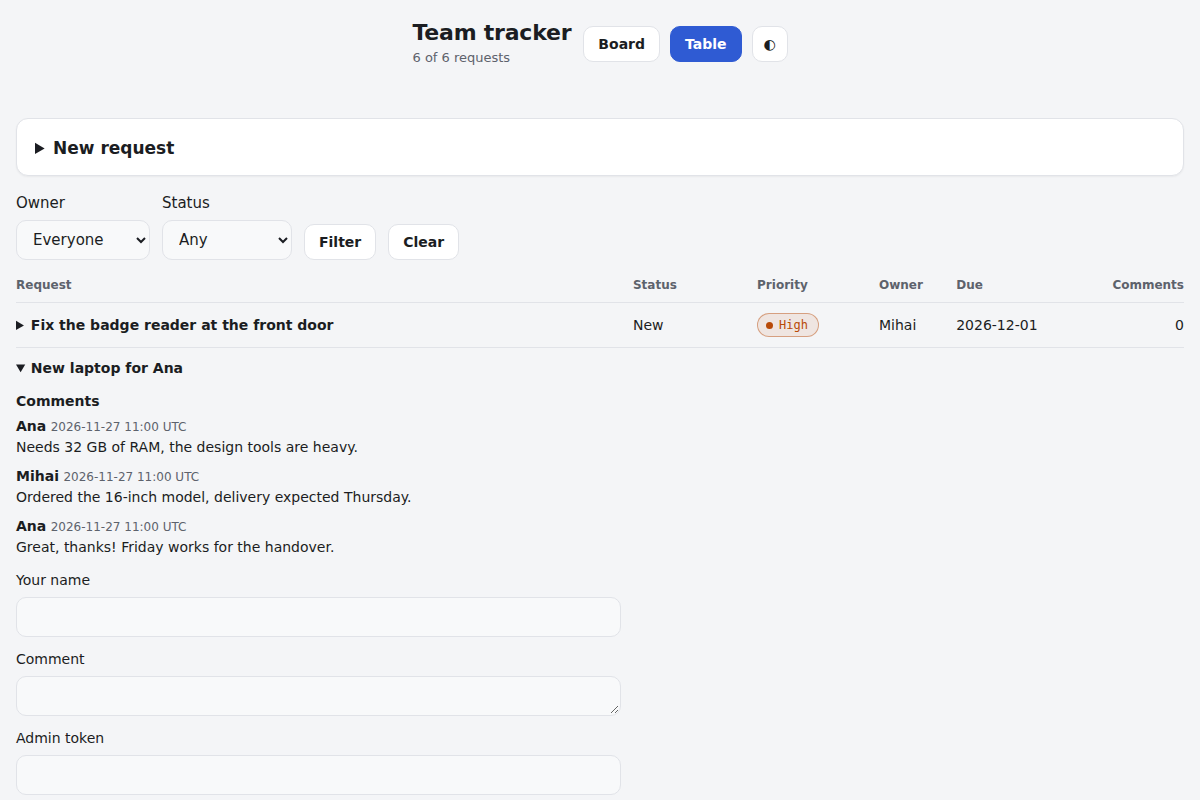 Team tracker
6 of 6 requests
Board
Table
New request
Owner
Status
Everyone
Any
Filter
Clear
Request Status Priority Owner Due Comments
Fix the badge reader at the front door New High Mihai 2026-12-01 0
New laptop for Ana
Comments
Ana 2026-11-27 11:00 UTC
Needs 32 GB of RAM, the design tools are heavy.
Mihai 2026-11-27 11:00 UTC
Ordered the 16-inch model, delivery expected Thursday.
Ana 2026-11-27 11:00 UTC
Great, thanks! Friday works for the handover.
Your name
Comment
Admin token